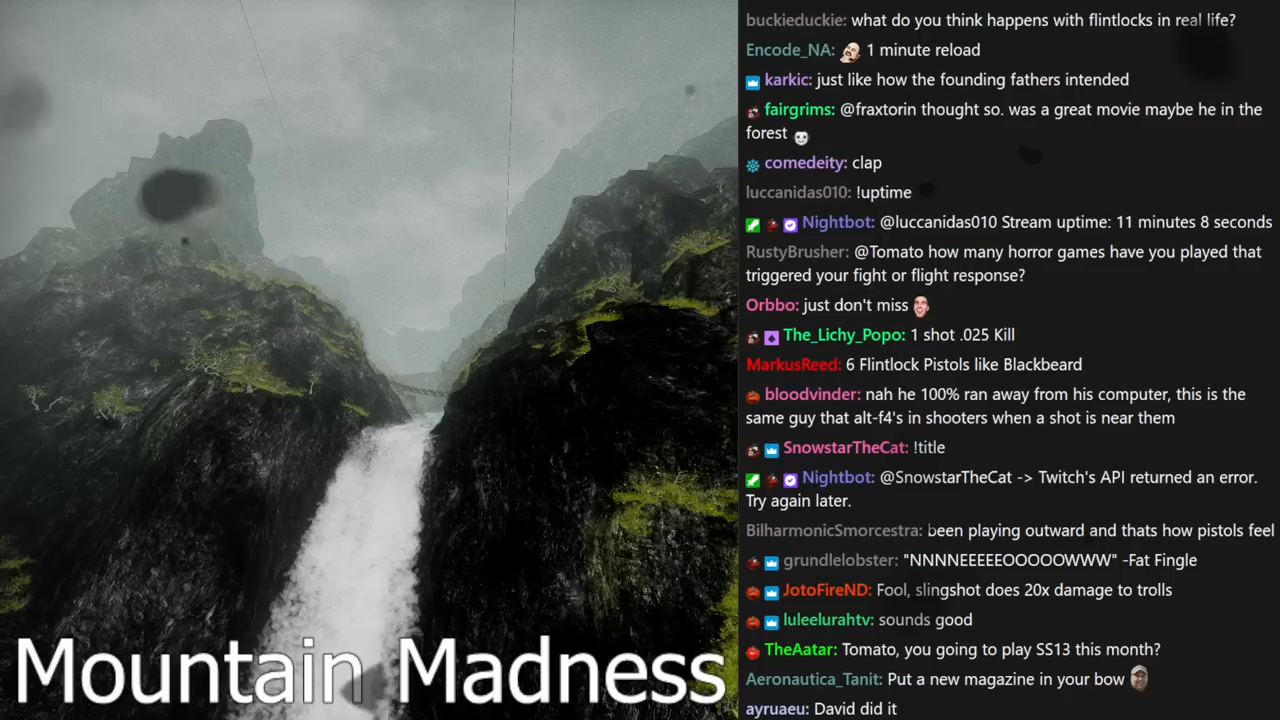 buckieduckie: what do you think happens with flintlocks in real life?
Encode_NA: 1 minute reload
karkic: just like how the founding fathers intended
fairgrims: @fraxtorin thought so. was a great movie maybe he in the
forest
comedeity: clap
luccanidas010: !uptime
Nightbot: @luccanidas010 Stream uptime: 11 minutes 8 seconds
RustyBrusher: @Tomato how many horror games have you played that
triggered your fight or flight response?
Orbbo: just don't miss
The_Lichy_Popo: 1 shot .025 Kill
MarkusReed: 6 Flintlock Pistols like Blackbeard
bloodvinder: nah he 100% ran away from his computer, this is the
same guy that alt-f4's in shooters when a shot is near them
SnowstarTheCat: !title
Nightbot: @SnowstarTheCat -> Twitch's API returned an error.
Try again later.
BilharmonicSmorcestra: been playing outward and thats how pistols feel
grundlelobster: "NNNNEEEEEOOOOOWWW" -Fat Fingle
JotoFireND: Fool, slingshot does 20x damage to trolls
luleelurahtv: sounds good
TheAatar: Tomato, you going to play SS13 this month?
Aeronautica_Tanit: Put a new magazine in your bow
ayruaeu: David did it
Mountain Madness